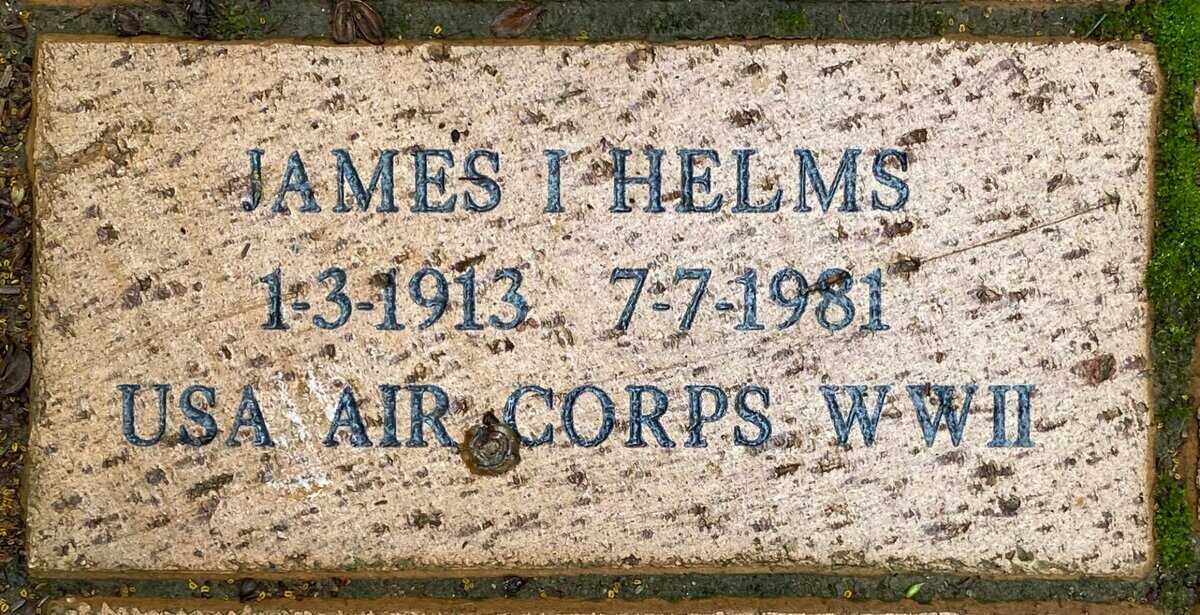 JAMES I HELMS
1-3-1913 7-7-1981
USA AIR CORPS WWII